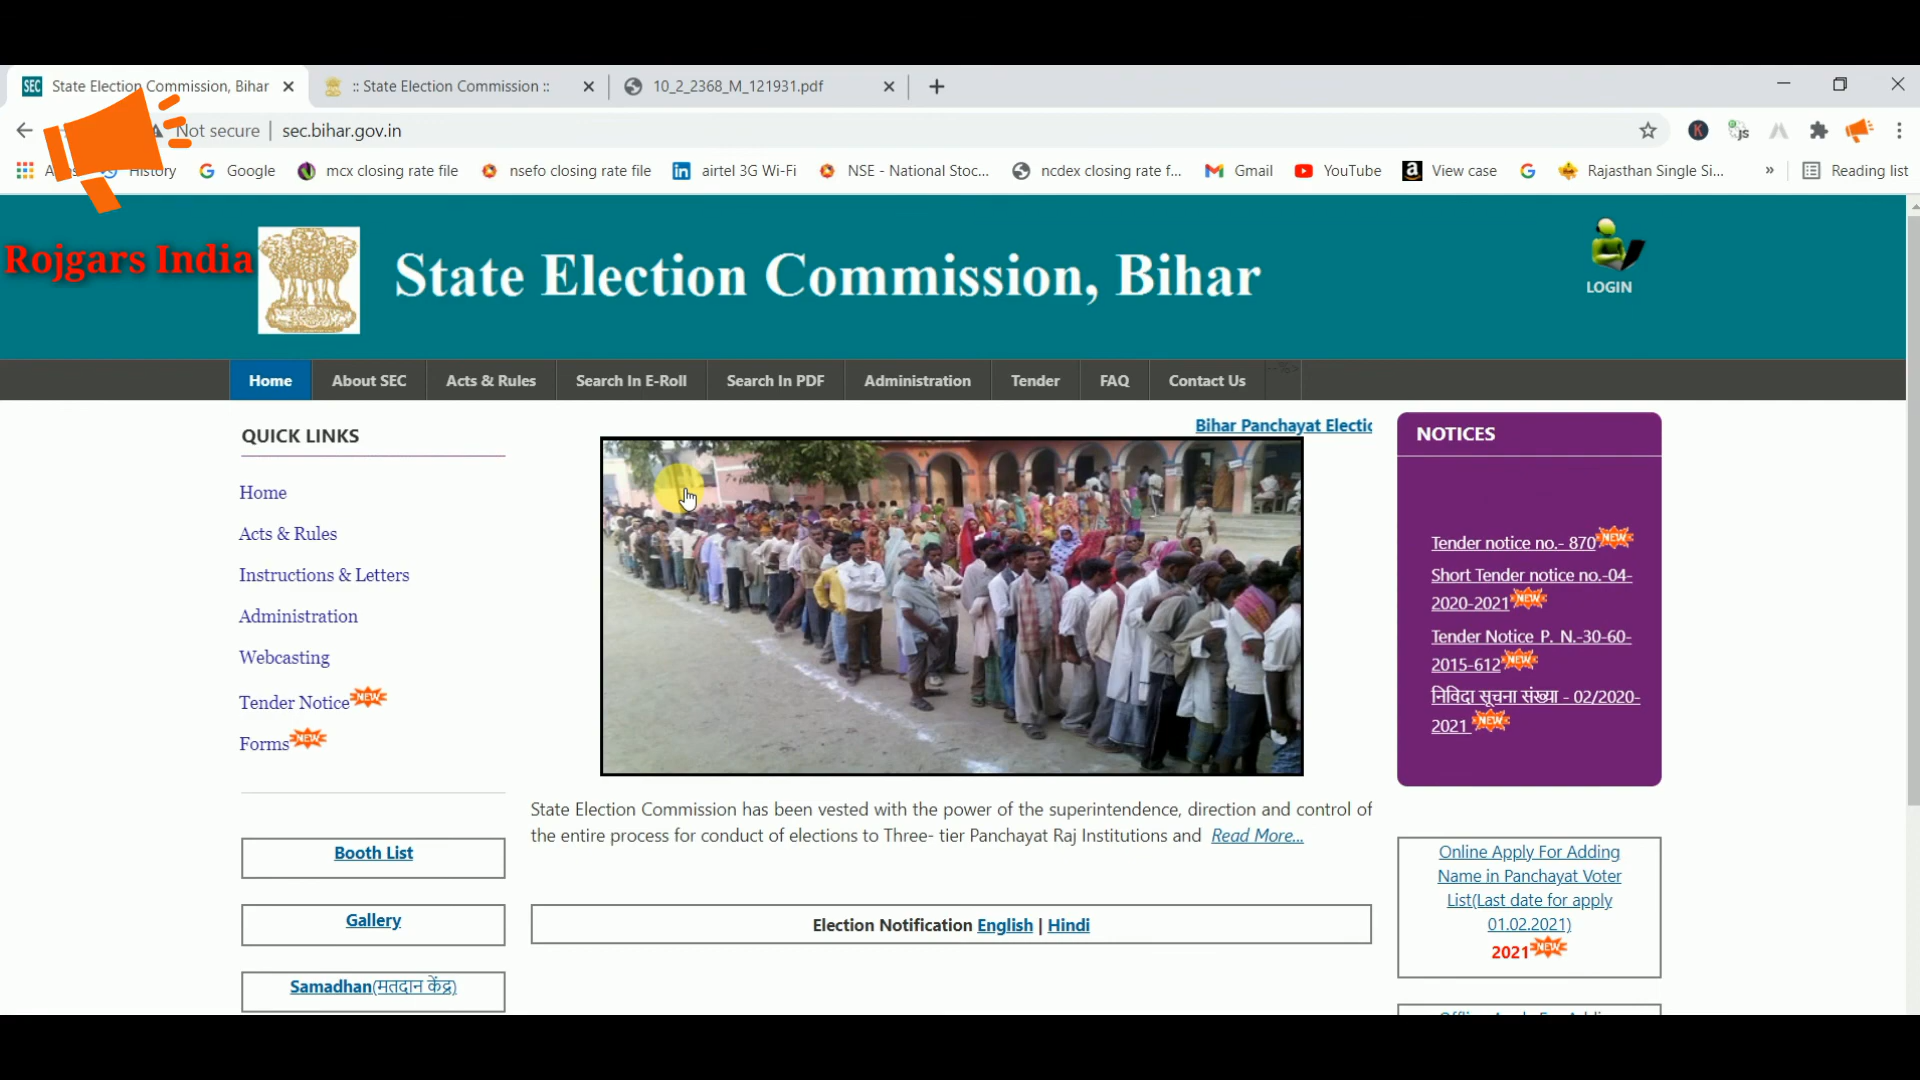 SEC State Election Commission, Bihar
:: State Election Commission ::
10_2_2368_M_121931.pdf
Not secure | sec.bihar.gov.in
History
Google
mcx closing rate file
nsefo closing rate file
airtel 3G Wi-Fi
NSE - National Stoc...
ncdex closing rate f...
Gmail
YouTube
View case
Rajasthan Single Si...
»
Reading list
Rojgars India
State Election Commission, Bihar
LOGIN
Home
About SEC
Acts & Rules
Search In E-Roll
Search In PDF
Administration
Tender
FAQ
Contact Us
QUICK LINKS
Home
Acts & Rules
Instructions & Letters
Administration
Webcasting
Tender Notice NEW
Forms NEW
Booth List
Gallery
Samadhan(मतदान केंद्र)
Bihar Panchayat Electic
State Election Commission has been vested with the power of the superintendence, direction and control of
the entire process for conduct of elections to Three- tier Panchayat Raj Institutions and Read More...
Election Notification English | Hindi
NOTICES
Tender notice no.- 870 NEW
Short Tender notice no.-04-
2020-2021 NEW
Tender Notice P. N.-30-60-
2015-612 NEW
निविदा सूचना संख्या - 02/2020-
2021 NEW
Online Apply For Adding
Name in Panchayat Voter
List(Last date for apply
01.02.2021)
2021 NEW